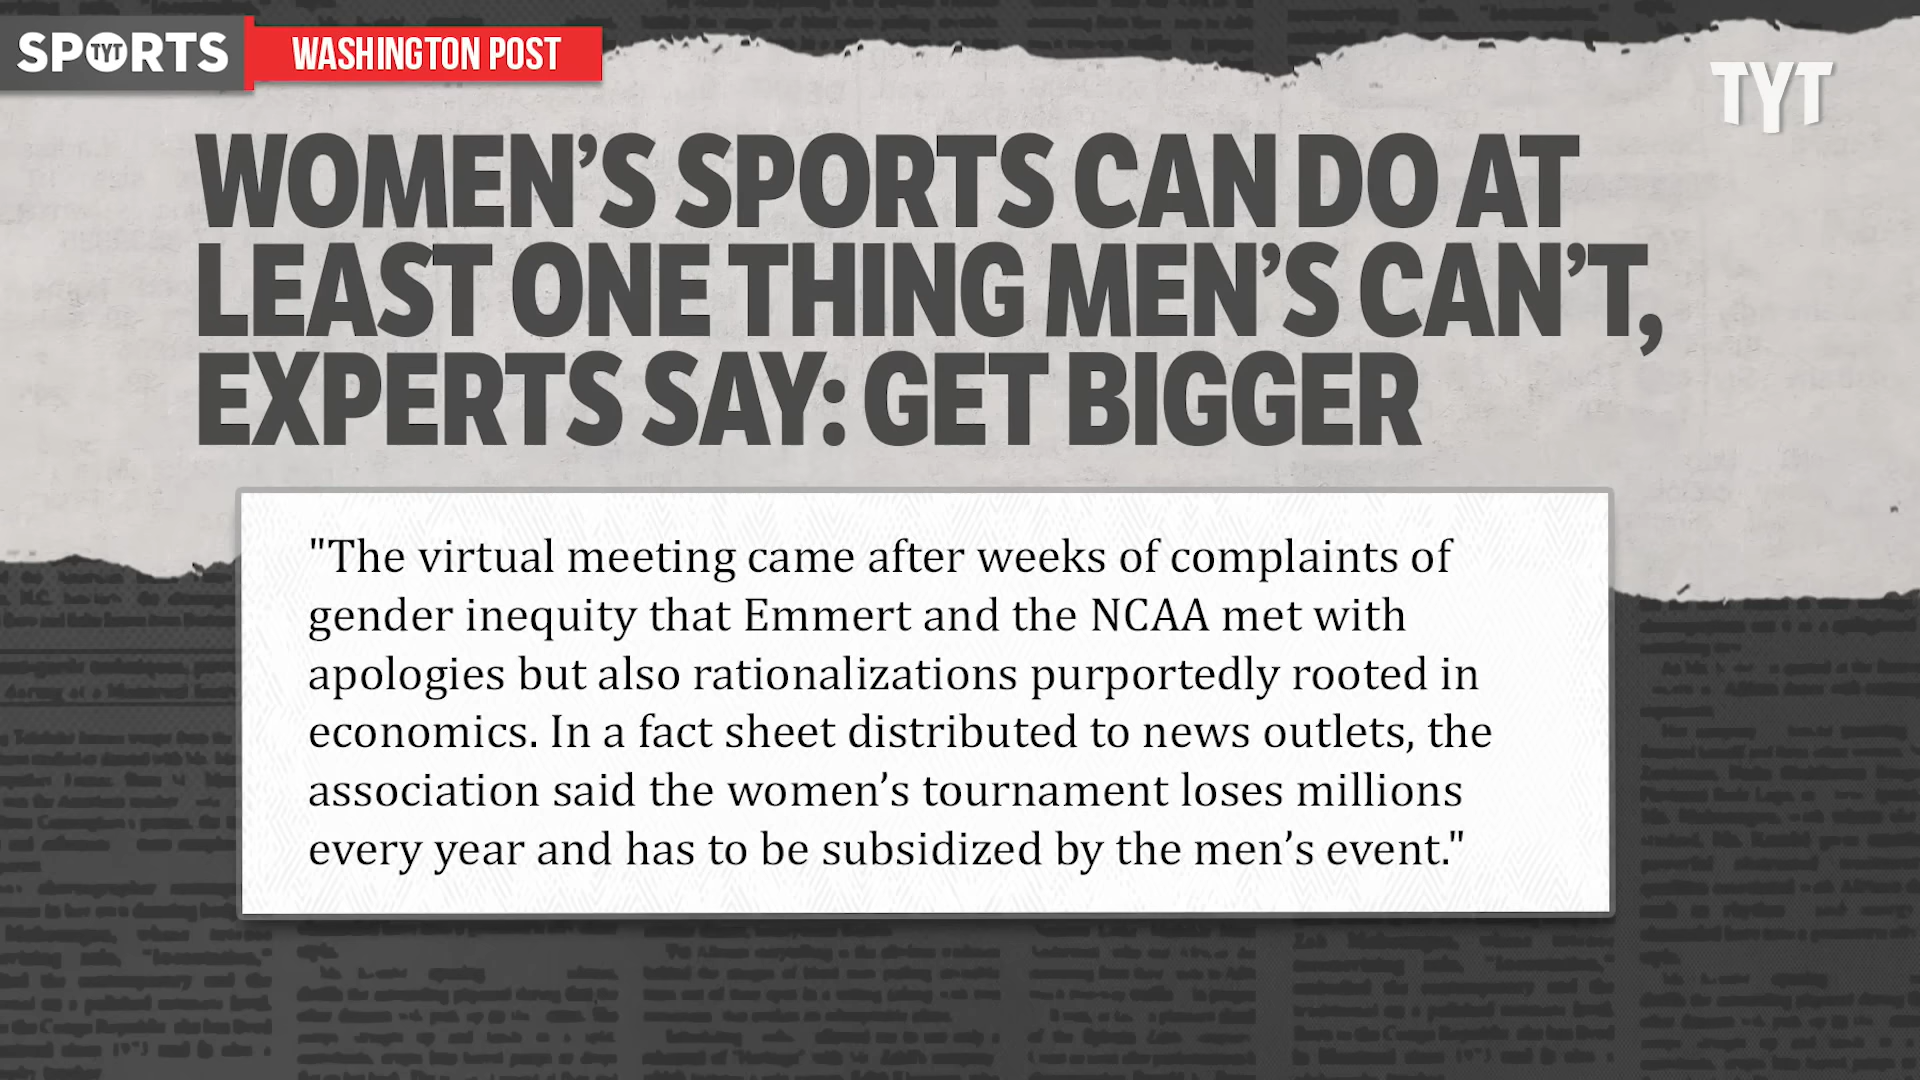 SPORTS
TYT
WASHINGTON POST
TYT
WOMEN’S SPORTS CAN DO AT
LEAST ONE THING MEN’S CAN’T,
EXPERTS SAY: GET BIGGER
"The virtual meeting came after weeks of complaints of
gender inequity that Emmert and the NCAA met with
apologies but also rationalizations purportedly rooted in
economics. In a fact sheet distributed to news outlets, the
association said the women’s tournament loses millions
every year and has to be subsidized by the men’s event."